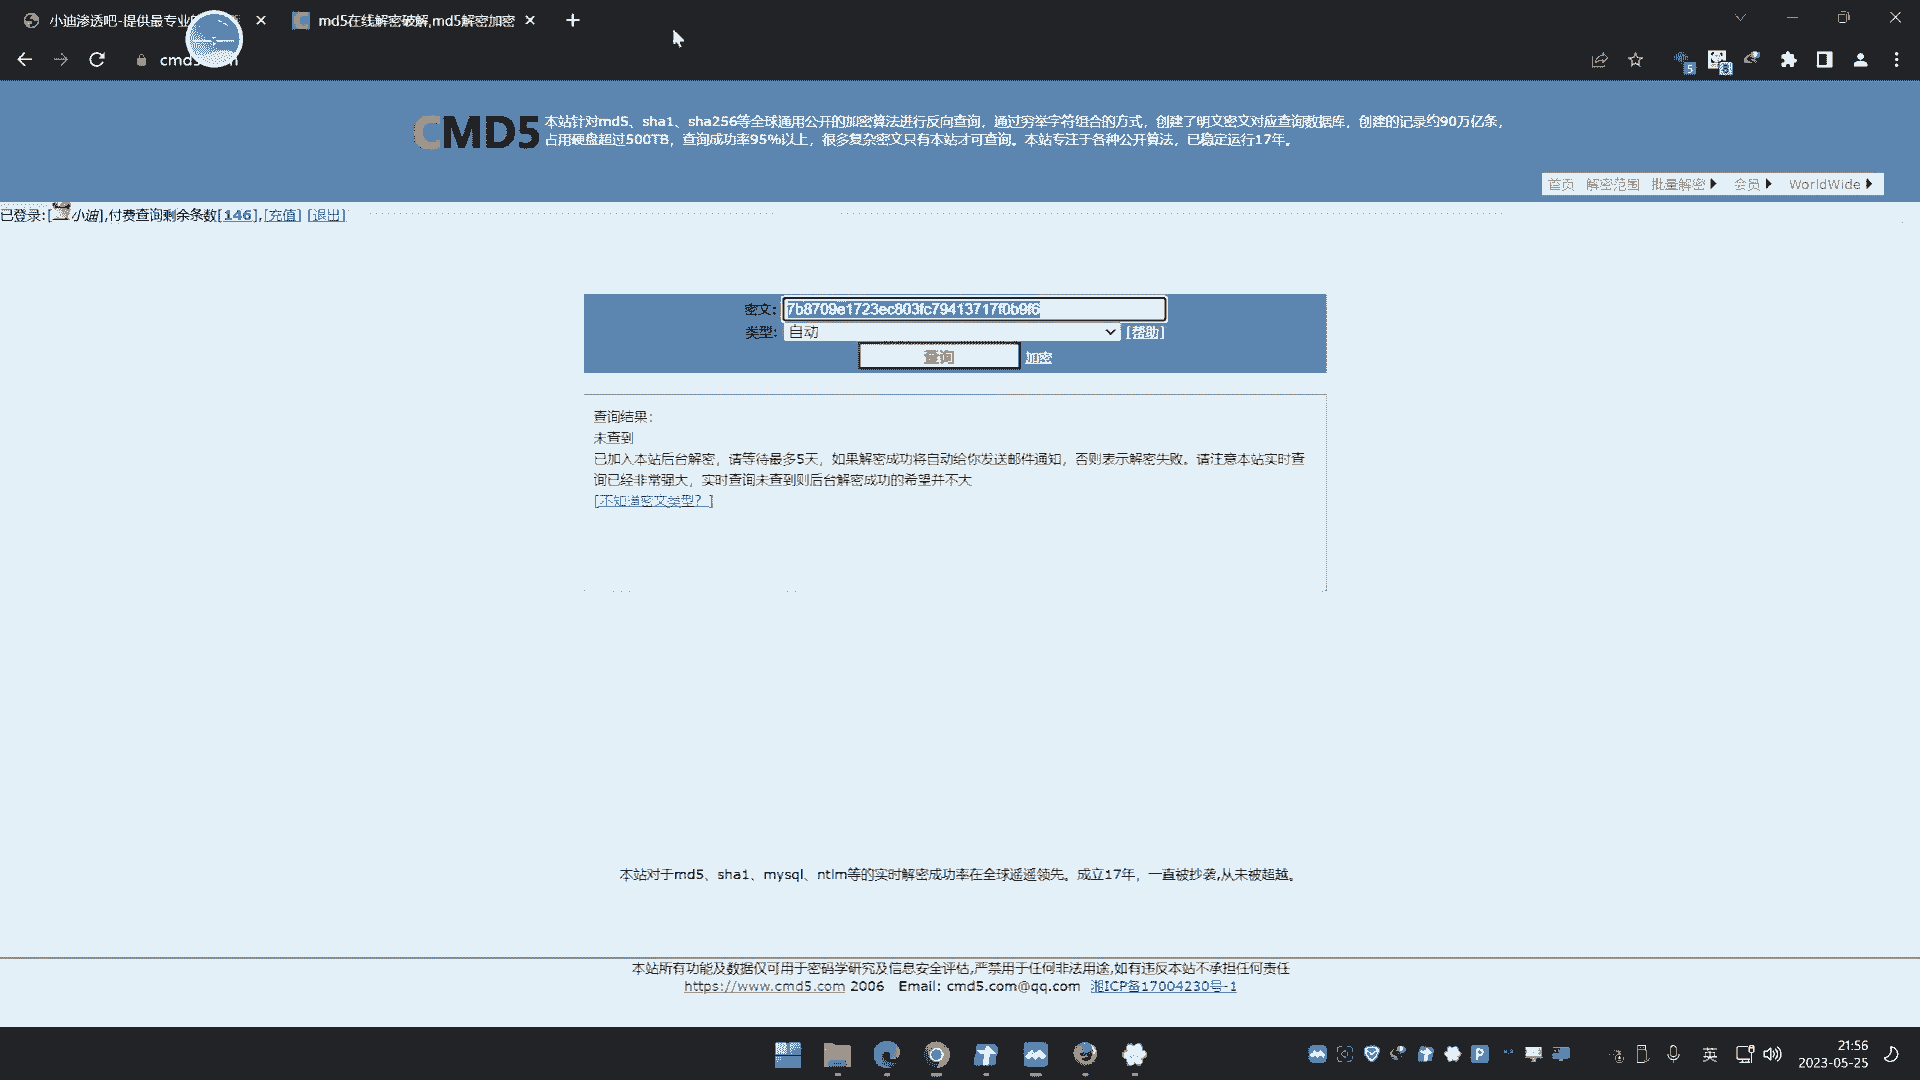 小迪渗透吧-提供最专业
md5在线解密破解,md5解密加密
CMD5
本站针对md5、sha1、sha256等全球通用公开的加密算法进行反向查询，通过穷举字符组合的方式，创建了明文密文对应查询数据库，创建的记录约90万亿条，
占用硬盘超过500TB，查询成功率95%以上，很多复杂密文只有本站才可查询。本站专注于各种公开算法，已稳定运行17年。
首页 解密范围 批量解密 会员 WorldWide
已登录:[小迪],付费查询剩余条数[146],[充值] [退出]
密文: 7b8709e1723ec803fc79413717f0b9f6
类型: 自动 [帮助]
查询 加密
查询结果：
未查到
已加入本站后台解密，请等待最多5天，如果解密成功将自动给你发送邮件通知，否则表示解密失败。请注意本站实时查
询已经非常强大，实时查询未查到则后台解密成功的希望并不大
[不知道密文类型？]
本站对于md5、sha1、mysql、ntlm等的实时解密成功率在全球遥遥领先。成立17年，一直被抄袭,从未被超越。
本站所有功能及数据仅可用于密码学研究及信息安全评估,严禁用于任何非法用途,如有违反本站不承担任何责任
https://www.cmd5.com 2006 Email: cmd5.com@qq.com 湘ICP备17004230号-1
英
21:56
2023-05-25